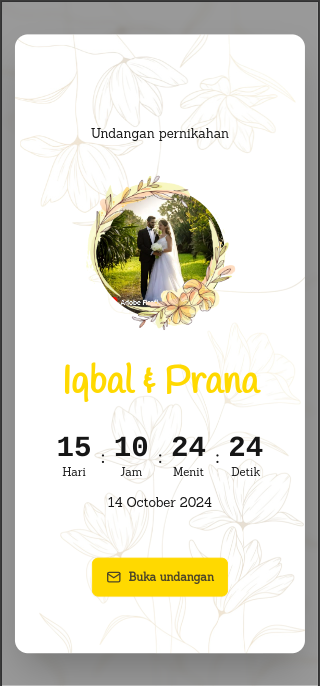 Undangan pernikahan
Iqbal & Prana
15 : 10 : 24 : 24
Hari Jam Menit Detik
14 October 2024
Buka undangan